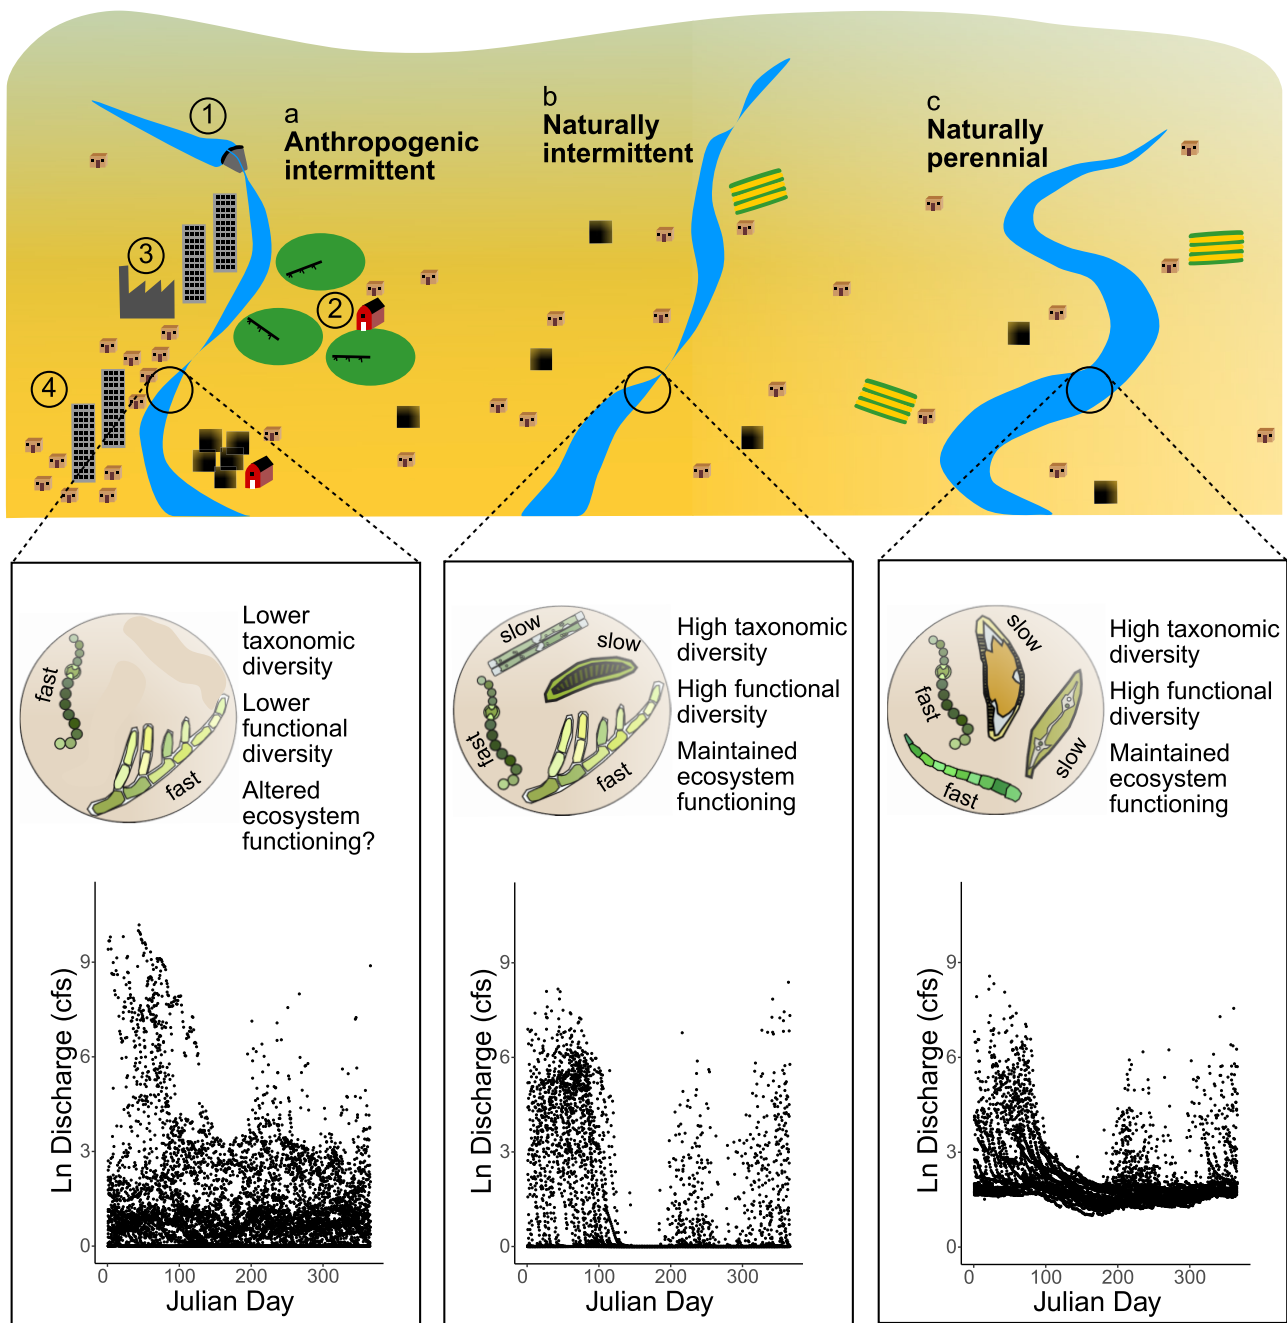 1
a
Anthropogenic
intermittent
b
Naturally
intermittent
c
Naturally
perennial
3
2
4
fast
fast
Lower
taxonomic
diversity
Lower
functional
diversity
Altered
ecosystem
functioning?
slow
slow
fast
fast
High taxonomic
diversity
High functional
diversity
Maintained
ecosystem
functioning
slow
fast
slow
fast
High taxonomic
diversity
High functional
diversity
Maintained
ecosystem
functioning
Ln Discharge (cfs)
9
6
3
0
0 100 200 300
Julian Day
Ln Discharge (cfs)
9
6
3
0
0 100 200 300
Julian Day
Ln Discharge (cfs)
9
6
3
0
0 100 200 300
Julian Day